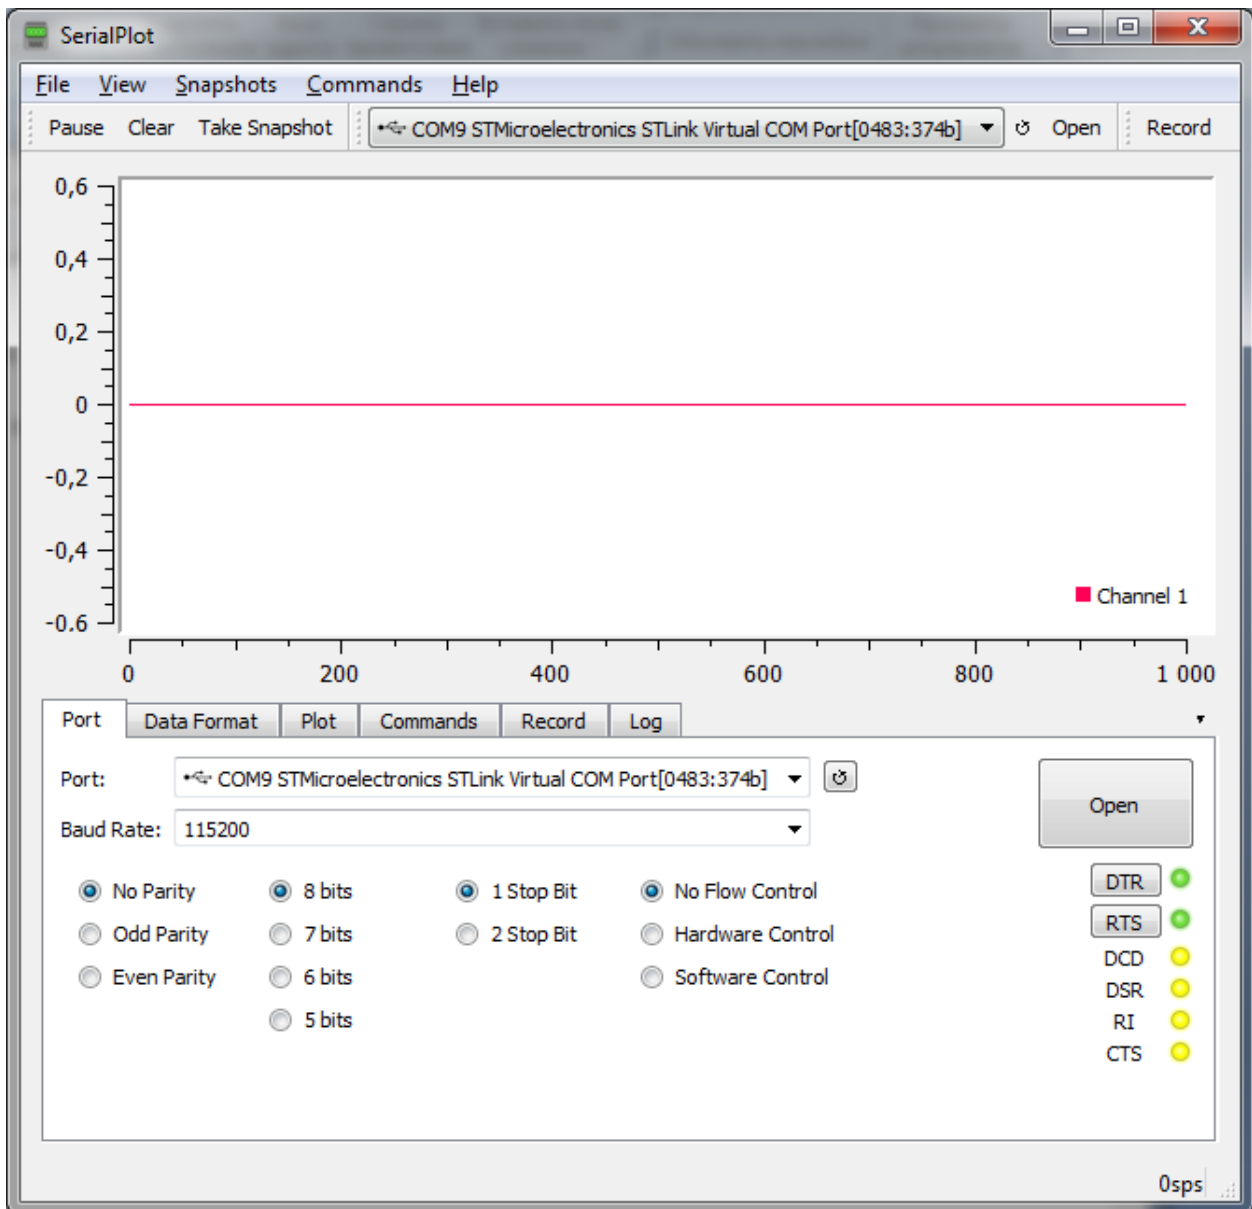 SerialPlot
File View Snapshots Commands Help
Pause Clear Take Snapshot COM9 STMicroelectronics STLink Virtual COM Port[0483:374b] Open Record
0,6
0,4
0,2
0
-0,2
-0,4
-0.6
Channel 1
0 200 400 600 800 1 000
Port Data Format Plot Commands Record Log
Port: COM9 STMicroelectronics STLink Virtual COM Port[0483:374b]
Open
Baud Rate: 115200
No Parity 8 bits 1 Stop Bit No Flow Control DTR
Odd Parity 7 bits 2 Stop Bit Hardware Control RTS
DCD
Even Parity 6 bits Software Control
DSR
5 bits RI
CTS
0sps